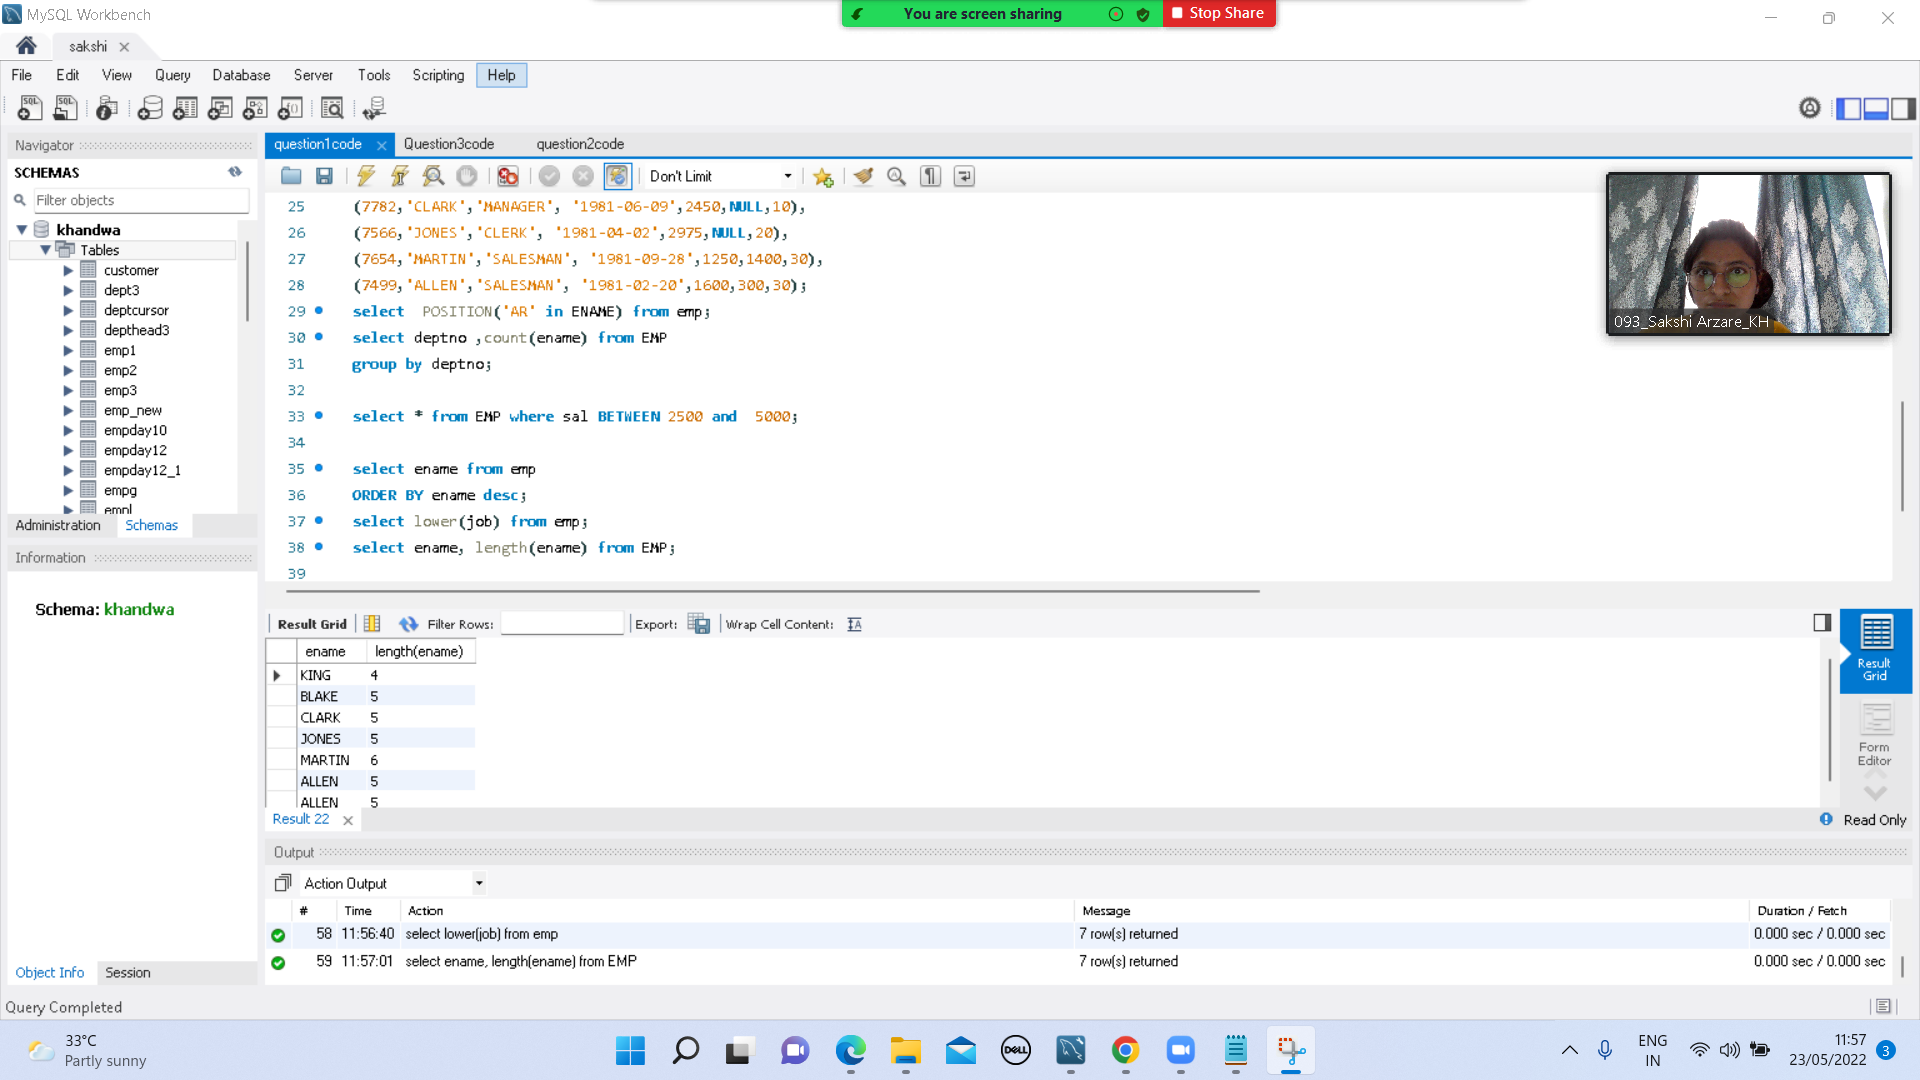 MySQL Workbench
You are screen sharing
Stop Share
sakshi
File Edit View Query Database Server Tools Scripting Help
Navigator
SCHEMAS
Filter objects
khandwa
Tables
customer
dept3
deptcursor
depthead3
emp1
emp2
emp3
emp_new
empday10
empday12
empday12_1
empg
empl
Administration Schemas
Information
Schema: khandwa
Object Info Session
question1code Question3code question2code
Don't Limit
25 (7782,'CLARK','MANAGER', '1981-06-09',2450,NULL,10),
26 (7566,'JONES','CLERK', '1981-04-02',2975,NULL,20),
27 (7654,'MARTIN','SALESMAN', '1981-09-28',1250,1400,30),
28 (7499,'ALLEN','SALESMAN', '1981-02-20',1600,300,30);
29 select POSITION('AR' in ENAME) from emp;
30 select deptno ,count(ename) from EMP
31 group by deptno;
32
33 select * from EMP where sal BETWEEN 2500 and 5000;
34
35 select ename from emp
36 ORDER BY ename desc;
37 select lower(job) from emp;
38 select ename, length(ename) from EMP;
39
093_Sakshi Arzare_KH
Result Grid Filter Rows: Export: Wrap Cell Content:
ename length(ename)
KING 4
BLAKE 5
CLARK 5
JONES 5
MARTIN 6
ALLEN 5
ALLEN 5
Result Grid
Form Editor
Result 22
Read Only
Output
Action Output
# Time Action Message Duration / Fetch
58 11:56:40 select lower(job) from emp 7 row(s) returned 0.000 sec / 0.000 sec
59 11:57:01 select ename, length(ename) from EMP 7 row(s) returned 0.000 sec / 0.000 sec
Query Completed
33°C
Partly sunny
DELL
ENG
IN
11:57
23/05/2022
3